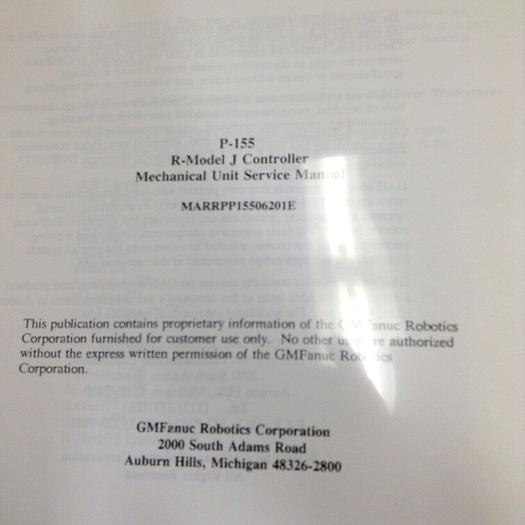 P-155
R-Model J Controller
Mechanical Unit Service Manual
MARRPP15506201E
This publication contains proprietary information of the GMFanuc Robotics
Corporation furnished for customer use only. No other uses are authorized
without the express written permission of the GMFanuc Robotics
Corporation.
GMFanuc Robotics Corporation
2000 South Adams Road
Auburn Hills, Michigan 48326-2800